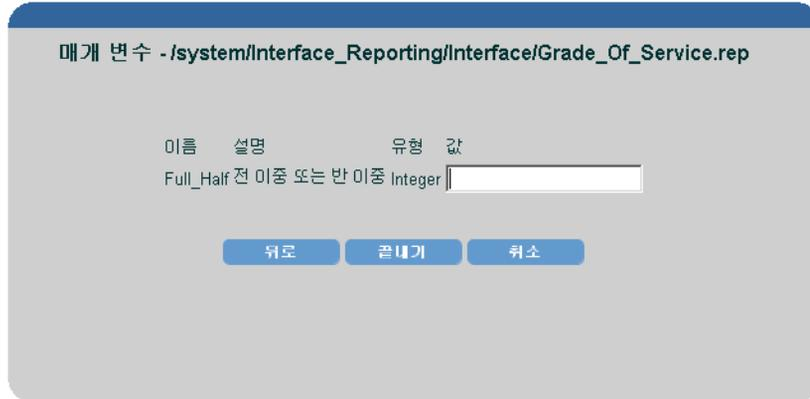 매개 변수 - /system/Interface_Reporting/Interface/Grade_Of_Service.rep
이름 설명 유형 값
Full_Half 전 이중 또는 반 이중 Integer
뒤로 끝내기 취소